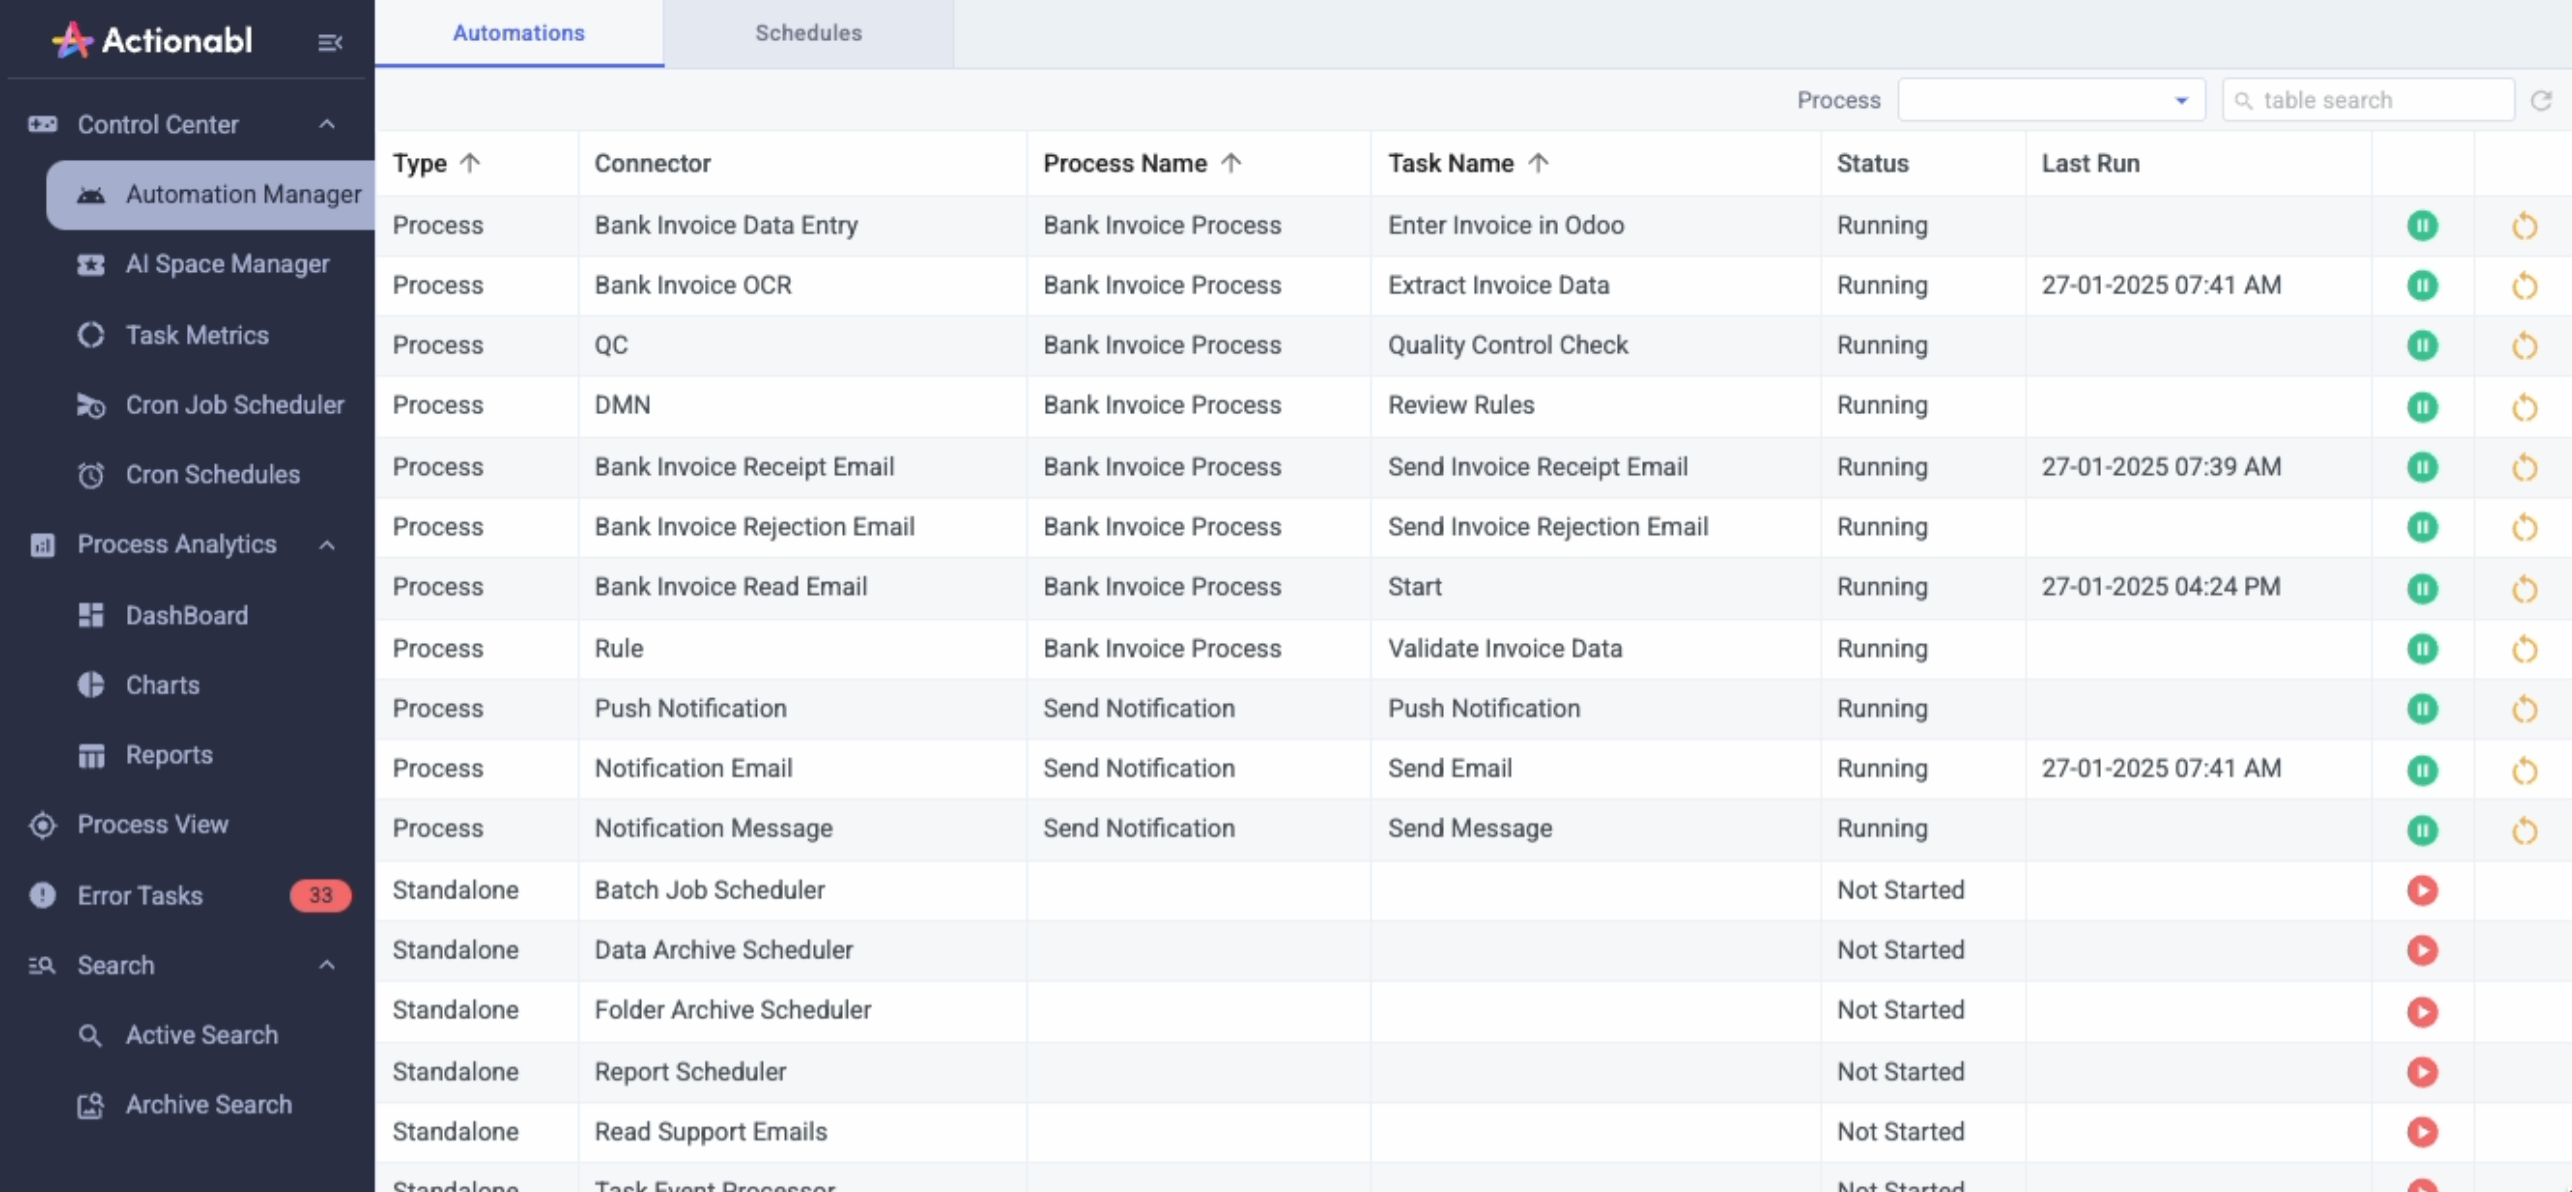 Actionabl
Control Center
Automation Manager
AI Space Manager
Task Metrics
Cron Job Scheduler
Cron Schedules
Process Analytics
DashBoard
Charts
Reports
Process View
Error Tasks 33
Search
Active Search
Archive Search
Automations Schedules
Process table search
Type Connector Process Name Task Name Status Last Run
Process Bank Invoice Data Entry Bank Invoice Process Enter Invoice in Odoo Running
Process Bank Invoice OCR Bank Invoice Process Extract Invoice Data Running 27-01-2025 07:41 AM
Process QC Bank Invoice Process Quality Control Check Running
Process DMN Bank Invoice Process Review Rules Running
Process Bank Invoice Receipt Email Bank Invoice Process Send Invoice Receipt Email Running 27-01-2025 07:39 AM
Process Bank Invoice Rejection Email Bank Invoice Process Send Invoice Rejection Email Running
Process Bank Invoice Read Email Bank Invoice Process Start Running 27-01-2025 04:24 PM
Process Rule Bank Invoice Process Validate Invoice Data Running
Process Push Notification Send Notification Push Notification Running
Process Notification Email Send Notification Send Email Running 27-01-2025 07:41 AM
Process Notification Message Send Notification Send Message Running
Standalone Batch Job Scheduler Not Started
Standalone Data Archive Scheduler Not Started
Standalone Folder Archive Scheduler Not Started
Standalone Report Scheduler Not Started
Standalone Read Support Emails Not Started
Standalone Task Event Processor Not Started